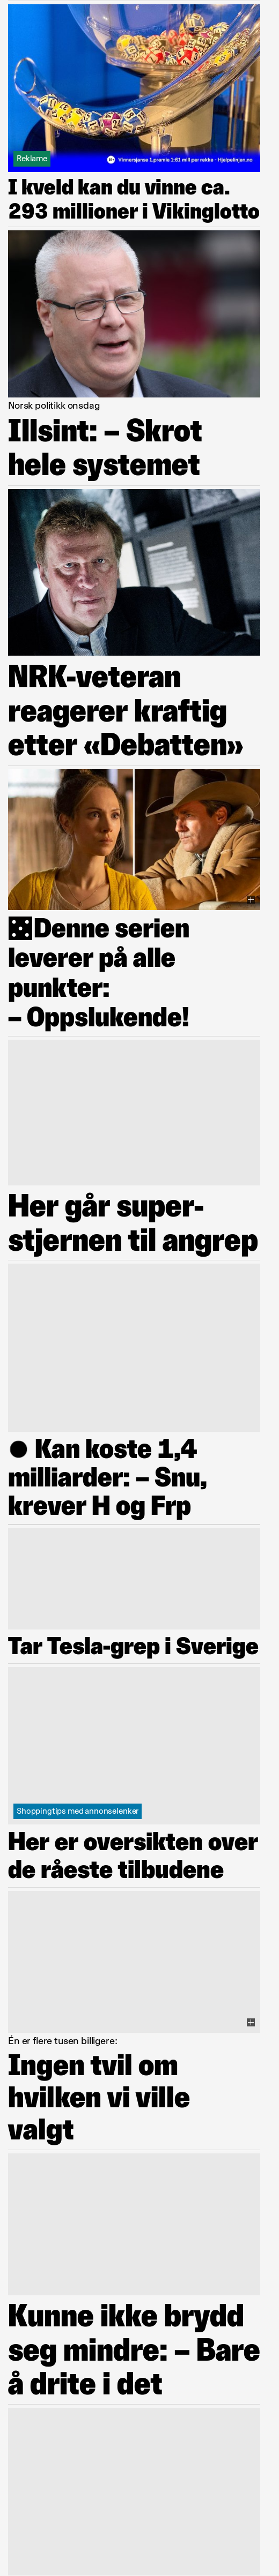 Reklame
Vinnersjanse 1.premie 1:61 mill per rekke - Hjelpelinjen.no
I kveld kan du vinne ca.
293 millioner i Vikinglotto
Norsk politikk onsdag
Illsint: – Skrot
hele systemet
NRK-veteran
reagerer kraftig
etter «Debatten»
Denne serien
leverer på alle
punkter:
– Oppslukende!
Her går super-
stjernen til angrep
● Kan koste 1,4
milliarder: – Snu,
krever H og Frp
Tar Tesla-grep i Sverige
Shoppingtips med annonselenker
Her er oversikten over
de råeste tilbudene
Én er flere tusen billigere:
Ingen tvil om
hvilken vi ville
valgt
Kunne ikke brydd
seg mindre: – Bare
å drite i det